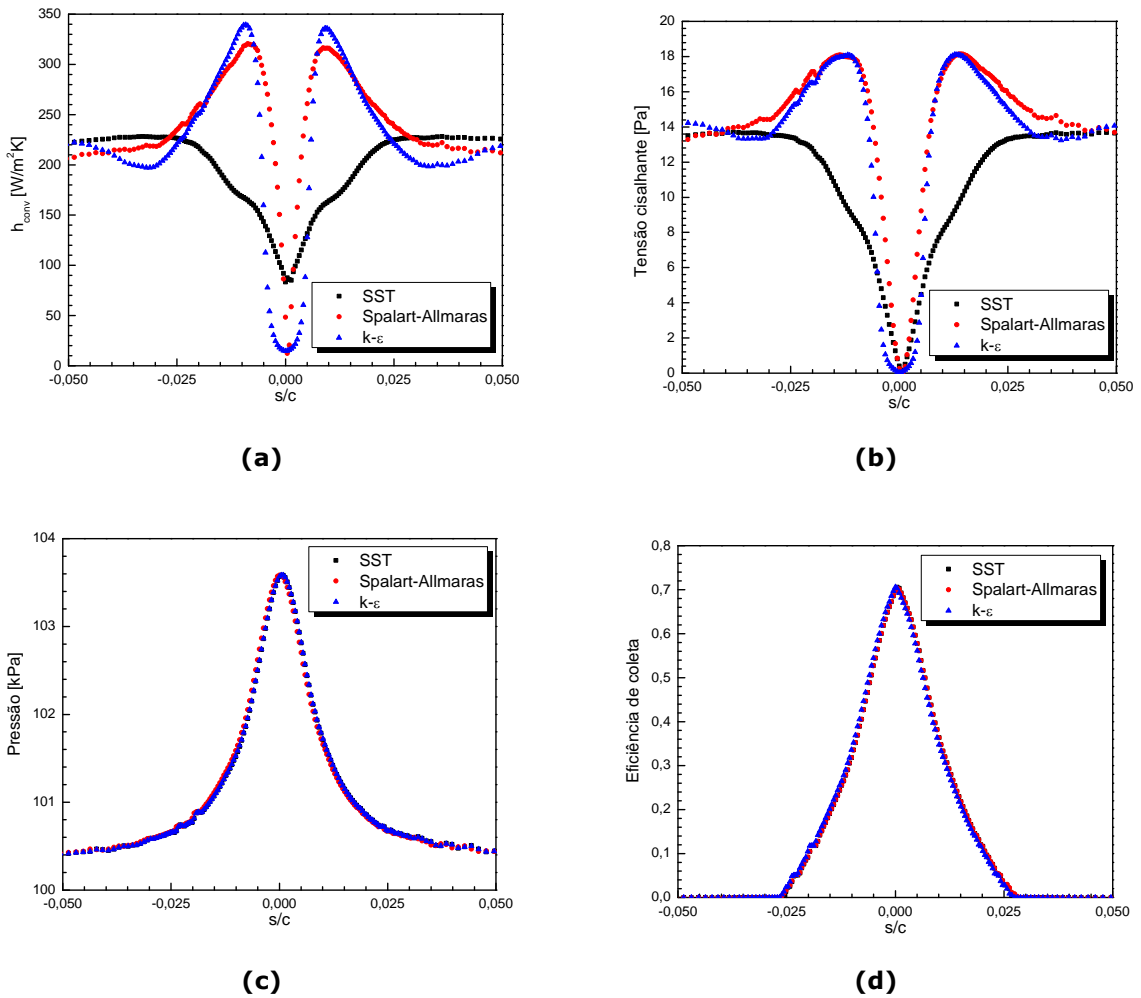 350
300
250
200
150
100
50
0
h_conv [W/m²K]
-0,050 -0,025 0,000 0,025 0,050
s/c
SST
Spalart-Allmaras
k-ε
(a)
20
18
16
14
12
10
8
6
4
2
0
Tensão cisalhante [Pa]
-0,050 -0,025 0,000 0,025 0,050
s/c
SST
Spalart-Allmaras
k-ε
(b)
104
103
102
101
100
Pressão [kPa]
-0,050 -0,025 0,000 0,025 0,050
s/c
SST
Spalart-Allmaras
k-ε
(c)
0,8
0,7
0,6
0,5
0,4
0,3
0,2
0,1
0,0
Eficiência de coleta
-0,050 -0,025 0,000 0,025 0,050
s/c
SST
Spalart-Allmaras
k-ε
(d)